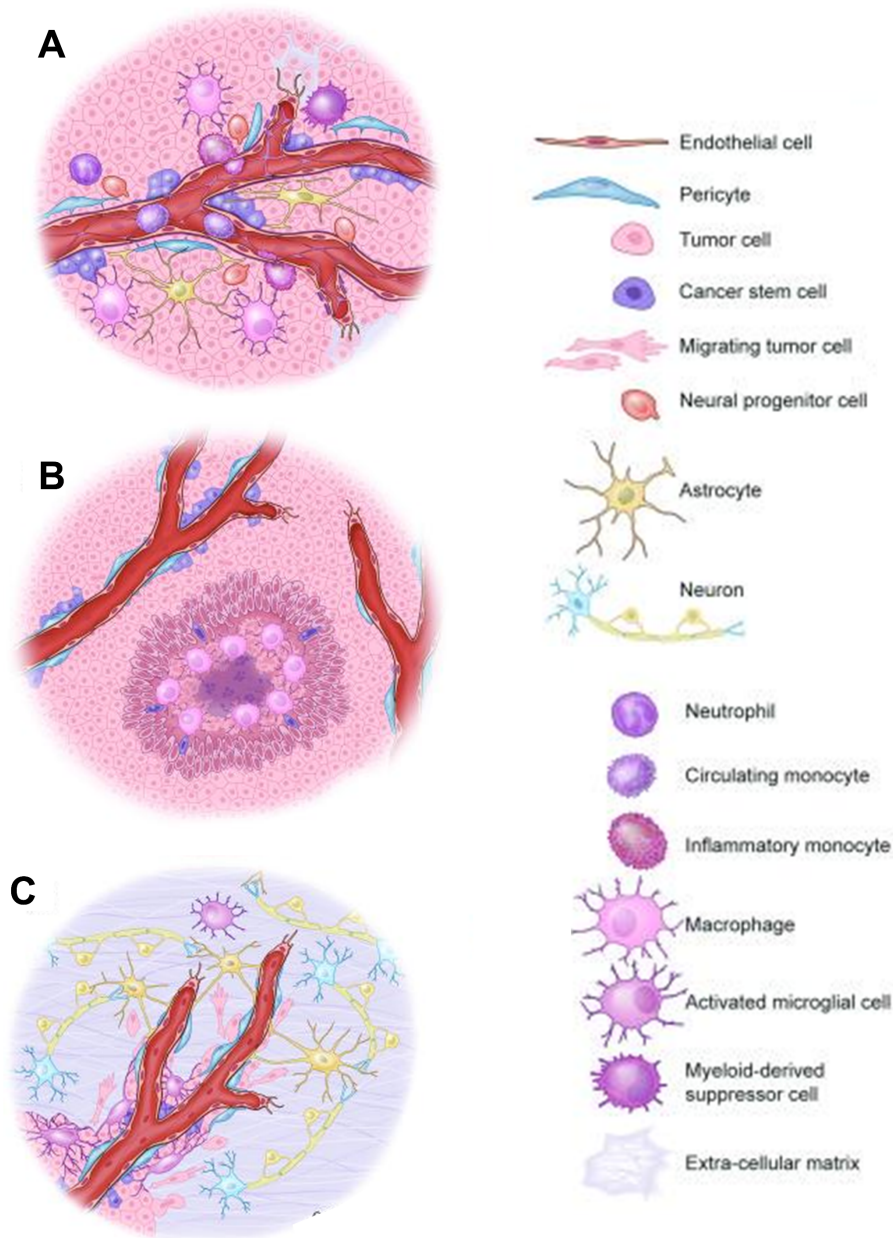 A
Endothelial cell
Pericyte
Tumor cell
Cancer stem cell
Migrating tumor cell
Neural progenitor cell
B
Astrocyte
Neuron
Neutrophil
Circulating monocyte
Inflammatory monocyte
C
Macrophage
Activated microglial cell
Myeloid-derived
suppressor cell
Extra-cellular matrix